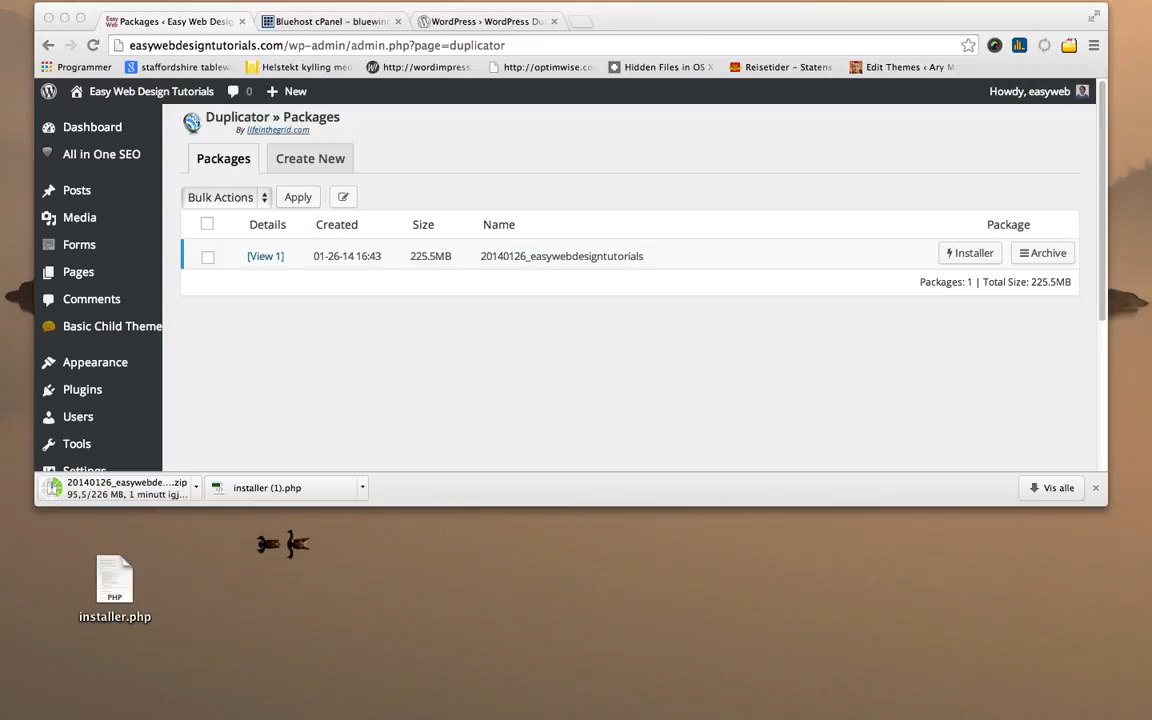 Packages ‹ Easy Web Desig
Bluehost cPanel – bluewin
WordPress › WordPress Du
easywebdesigntutorials.com/wp-admin/admin.php?page=duplicator
Programmer
staffordshire tablew
Helstekt kylling me
http://wordimpress.
http://optimwise.co
Hidden Files in OS X
Reisetider – Statens
Edit Themes ‹ Ary M
Easy Web Design Tutorials
0
New
Howdy, easyweb
Dashboard
All in One SEO
Posts
Media
Forms
Pages
Comments
Basic Child Theme
Appearance
Plugins
Users
Tools
Settings
Duplicator » Packages
By lifeinthegrid.com
Packages
Create New
Bulk Actions
Apply
Details Created Size Name Package
[View 1] 01-26-14 16:43 225.5MB 20140126_easywebdesigntutorials Installer Archive
Packages: 1 | Total Size: 225.5MB
20140126_easywebde....zip
95,5/226 MB, 1 minutt igj...
installer (1).php
Vis alle
PHP
installer.php